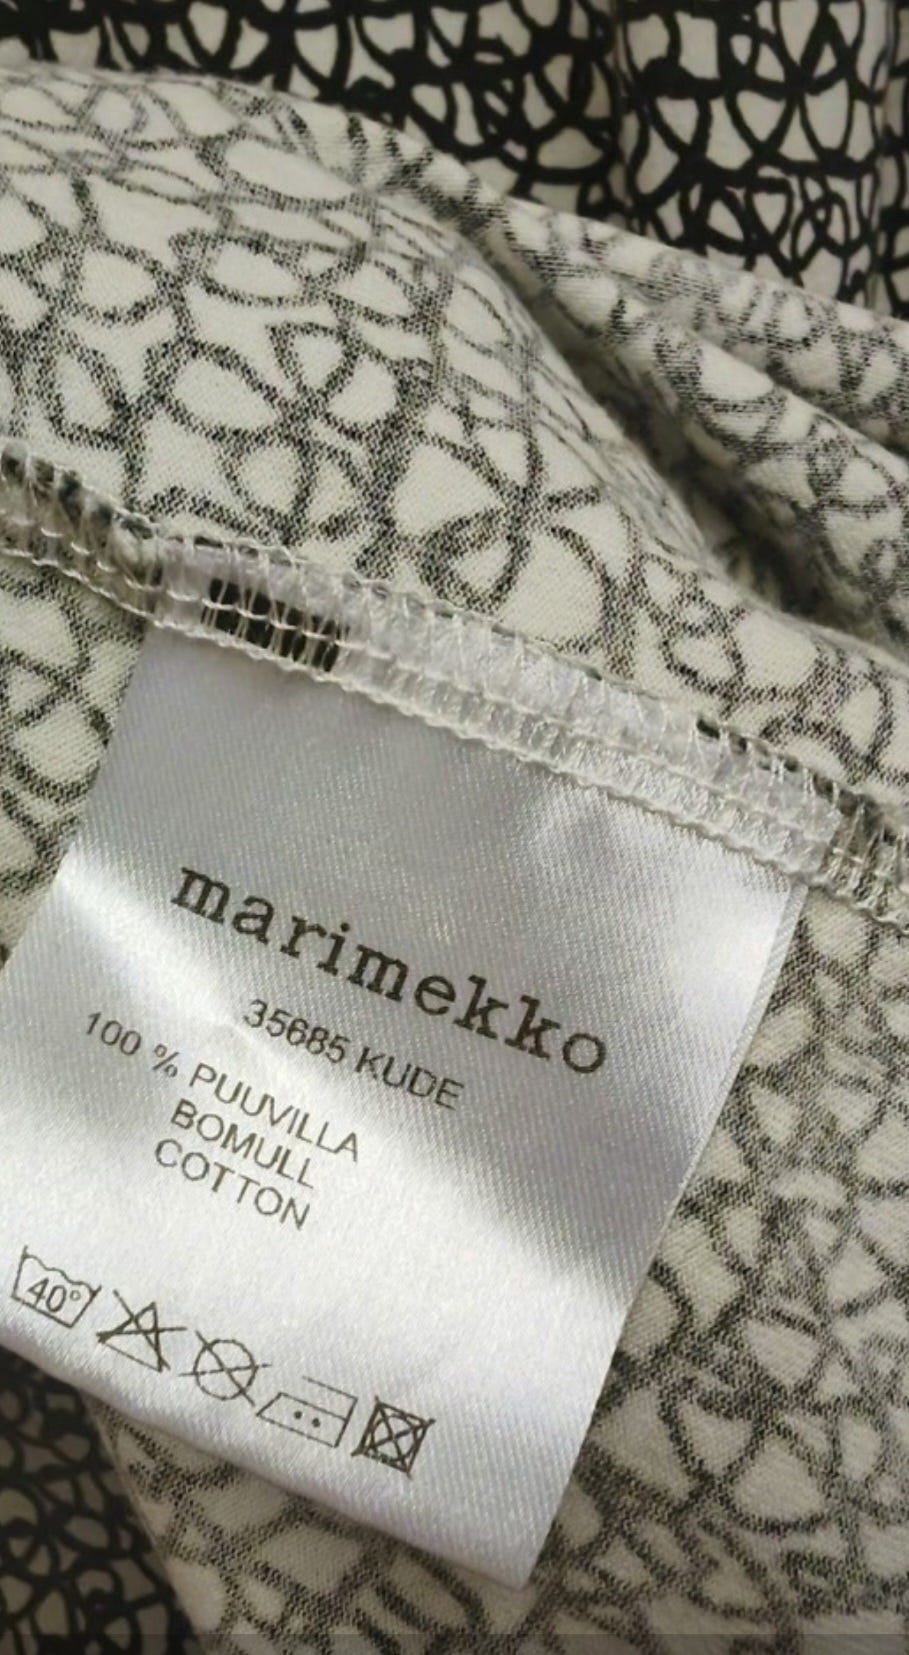 marimekko
35685 KUDE
100 % PUUVILLA
BOMULL
COTTON
40°